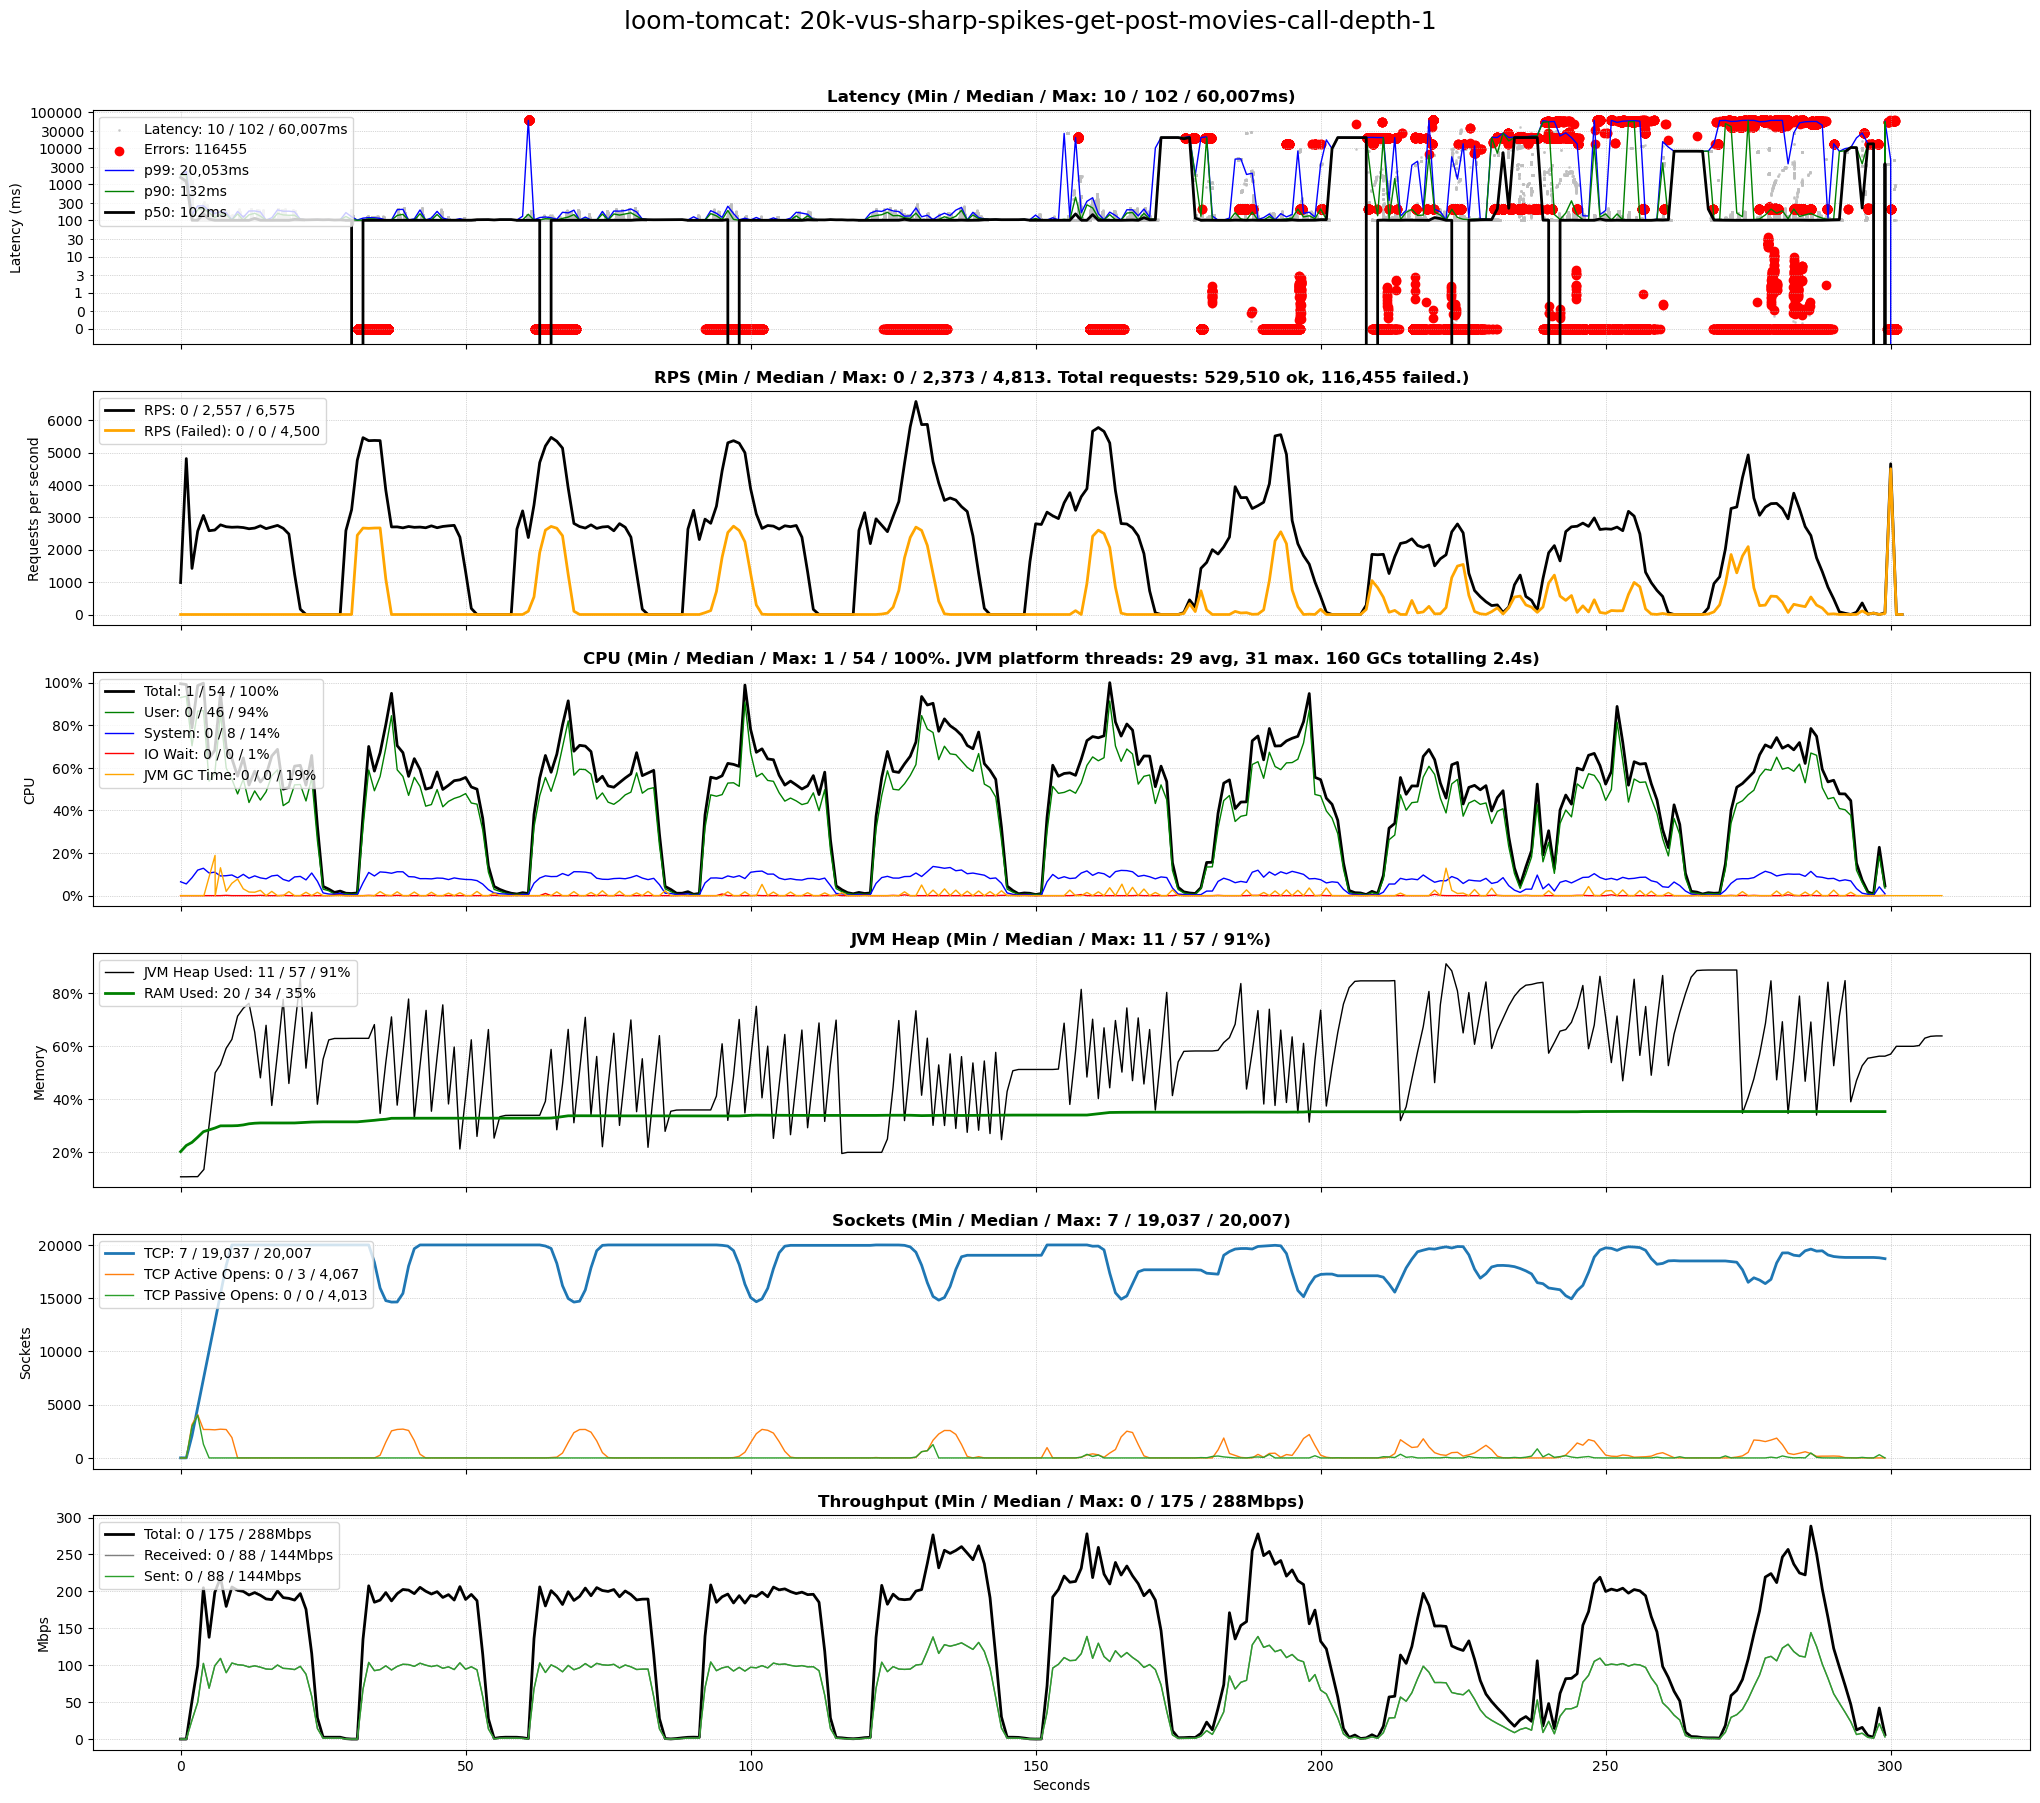 loom-tomcat: 20k-vus-sharp-spikes-get-post-movies-call-depth-1
Latency (Min / Median / Max: 10 / 102 / 60,007ms)
Latency (ms)
100000
30000
10000
3000
1000
300
100
30
10
3
1
0
0
Latency: 10 / 102 / 60,007ms
Errors: 116455
p99: 20,053ms
p90: 132ms
p50: 102ms
RPS (Min / Median / Max: 0 / 2,373 / 4,813. Total requests: 529,510 ok, 116,455 failed.)
Requests per second
6000
5000
4000
3000
2000
1000
0
RPS: 0 / 2,557 / 6,575
RPS (Failed): 0 / 0 / 4,500
CPU (Min / Median / Max: 1 / 54 / 100%. JVM platform threads: 29 avg, 31 max. 160 GCs totalling 2.4s)
CPU
100%
80%
60%
40%
20%
0%
Total: 1 / 54 / 100%
User: 0 / 46 / 94%
System: 0 / 8 / 14%
IO Wait: 0 / 0 / 1%
JVM GC Time: 0 / 0 / 19%
JVM Heap (Min / Median / Max: 11 / 57 / 91%)
Memory
80%
60%
40%
20%
JVM Heap Used: 11 / 57 / 91%
RAM Used: 20 / 34 / 35%
Sockets (Min / Median / Max: 7 / 19,037 / 20,007)
Sockets
20000
15000
10000
5000
0
TCP: 7 / 19,037 / 20,007
TCP Active Opens: 0 / 3 / 4,067
TCP Passive Opens: 0 / 0 / 4,013
Throughput (Min / Median / Max: 0 / 175 / 288Mbps)
Mbps
300
250
200
150
100
50
0
Total: 0 / 175 / 288Mbps
Received: 0 / 88 / 144Mbps
Sent: 0 / 88 / 144Mbps
0 50 100 150 200 250 300
Seconds